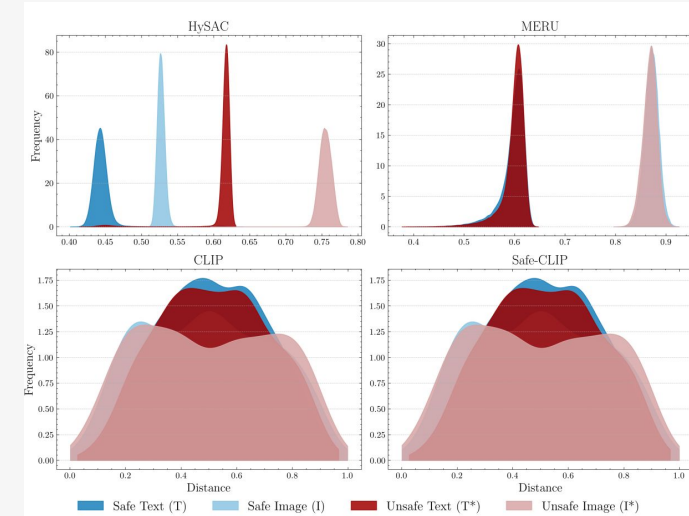 HySAC
MERU
Frequency
80
60
40
20
0
0.40 0.45 0.50 0.55 0.60 0.65 0.70 0.75 0.80
30
25
20
15
10
5
0
0.4 0.5 0.6 0.7 0.8 0.9
CLIP
Safe-CLIP
Frequency
1.75
1.50
1.25
1.00
0.75
0.50
0.25
0.00
0.0 0.2 0.4 0.6 0.8 1.0
Distance
1.75
1.50
1.25
1.00
0.75
0.50
0.25
0.00
0.0 0.2 0.4 0.6 0.8 1.0
Distance
Safe Text (T) Safe Image (I) Unsafe Text (T*) Unsafe Image (I*)